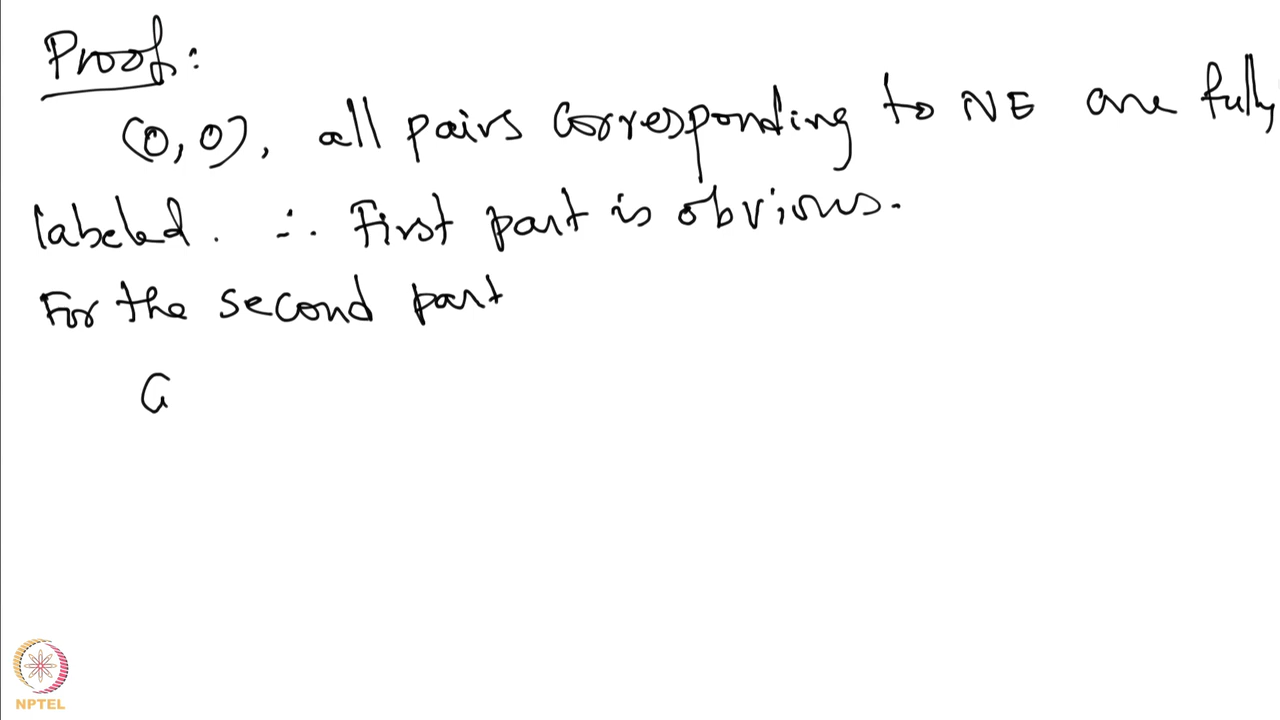 Proof:
(0,0), all pairs Corresponding to NE are fully
labeled. ∴ First part is obvious.
For the second part
G
NPTEL